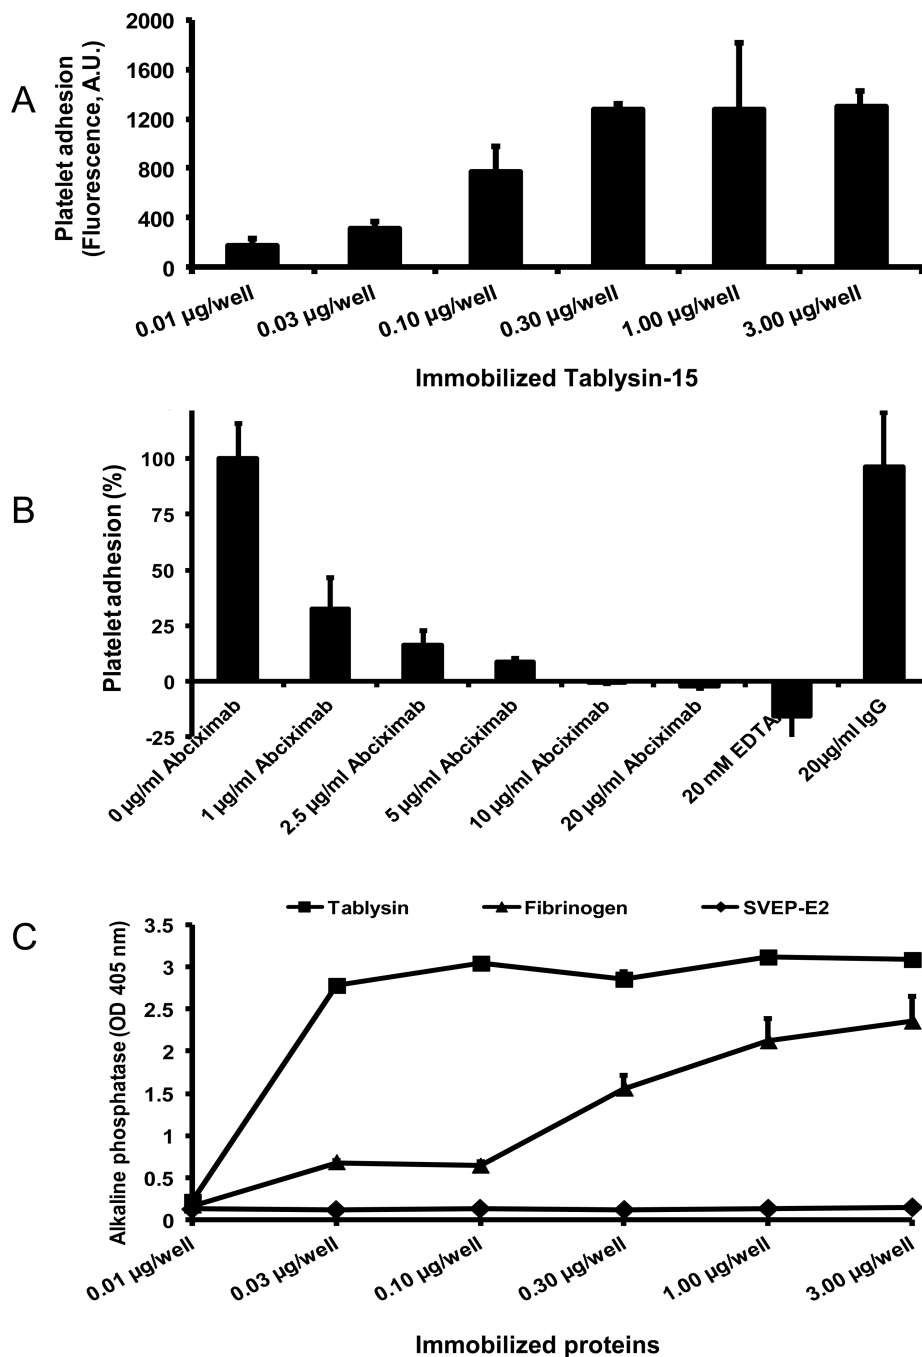 A
Platelet adhesion
(Fluorescence, A.U.)
2000
1600
1200
800
400
0
0.01 µg/well
0.03 µg/well
0.10 µg/well
0.30 µg/well
1.00 µg/well
3.00 µg/well
Immobilized Tablysin-15
B
Platelet adhesion (%)
100
75
50
25
0
-25
0 µg/ml Abciximab
1 µg/ml Abciximab
2.5 µg/ml Abciximab
5 µg/ml Abciximab
10 µg/ml Abciximab
20 µg/ml Abciximab
20 mM EDTA
20µg/ml IgG
C
Tablysin
Fibrinogen
SVEP-E2
Alkaline phosphatase (OD 405 nm)
3.5
3
2.5
2
1.5
1
0.5
0
0.01 µg/well
0.03 µg/well
0.10 µg/well
0.30 µg/well
1.00 µg/well
3.00 µg/well
Immobilized proteins